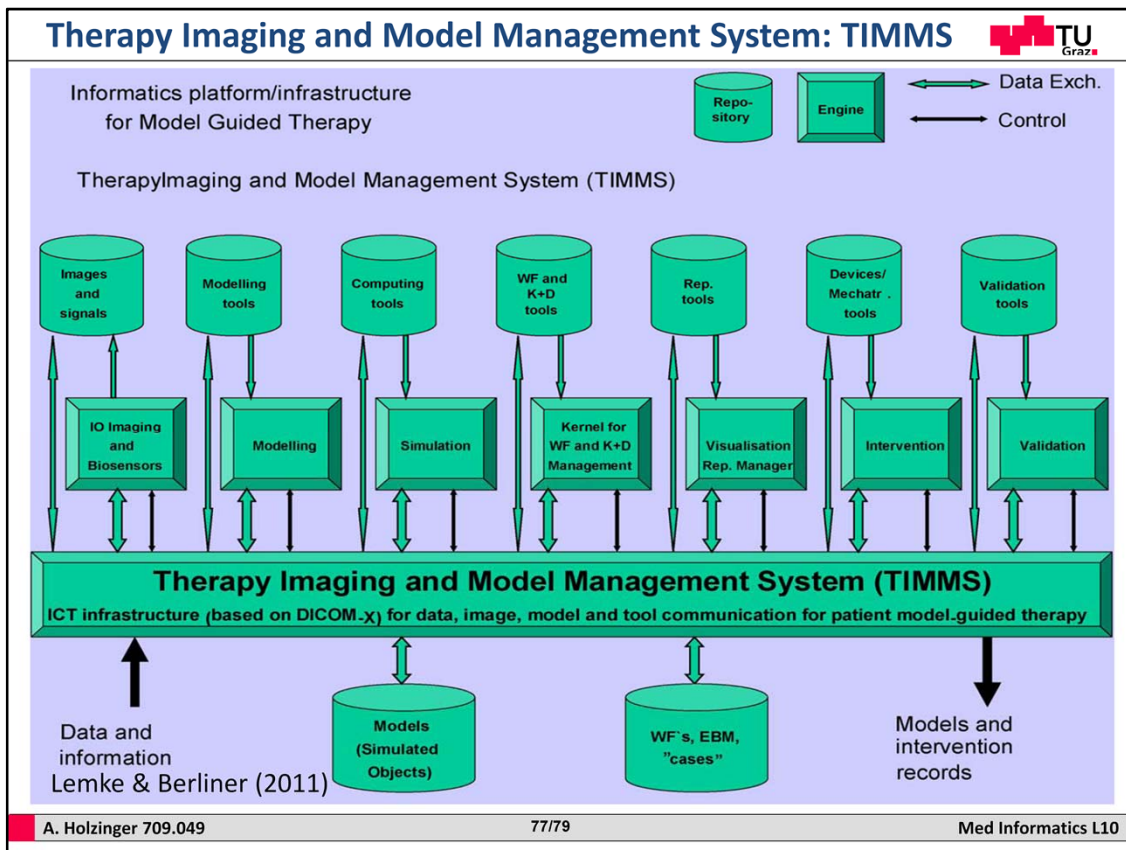 Therapy Imaging and Model Management System: TIMMS
TU
Graz
Informatics platform/infrastructure
for Model Guided Therapy
Repo-
sitory
Engine
Data Exch.
Control
TherapyImaging and Model Management System (TIMMS)
Images
and
signals
Modelling
tools
Computing
tools
WF and
K+D
tools
Rep.
tools
Devices/
Mechatr .
tools
Validation
tools
IO Imaging
and
Biosensors
Modelling
Simulation
Kernel for
WF and K+D
Management
Visualisation
Rep. Manager
Intervention
Validation
Therapy Imaging and Model Management System (TIMMS)
ICT infrastructure (based on DICOM-X) for data, image, model and tool communication for patient model-guided therapy
Data and
information
Models
(Simulated
Objects)
WF`s, EBM,
"cases"
Models and
intervention
records
Lemke & Berliner (2011)
A. Holzinger 709.049
77/79
Med Informatics L10